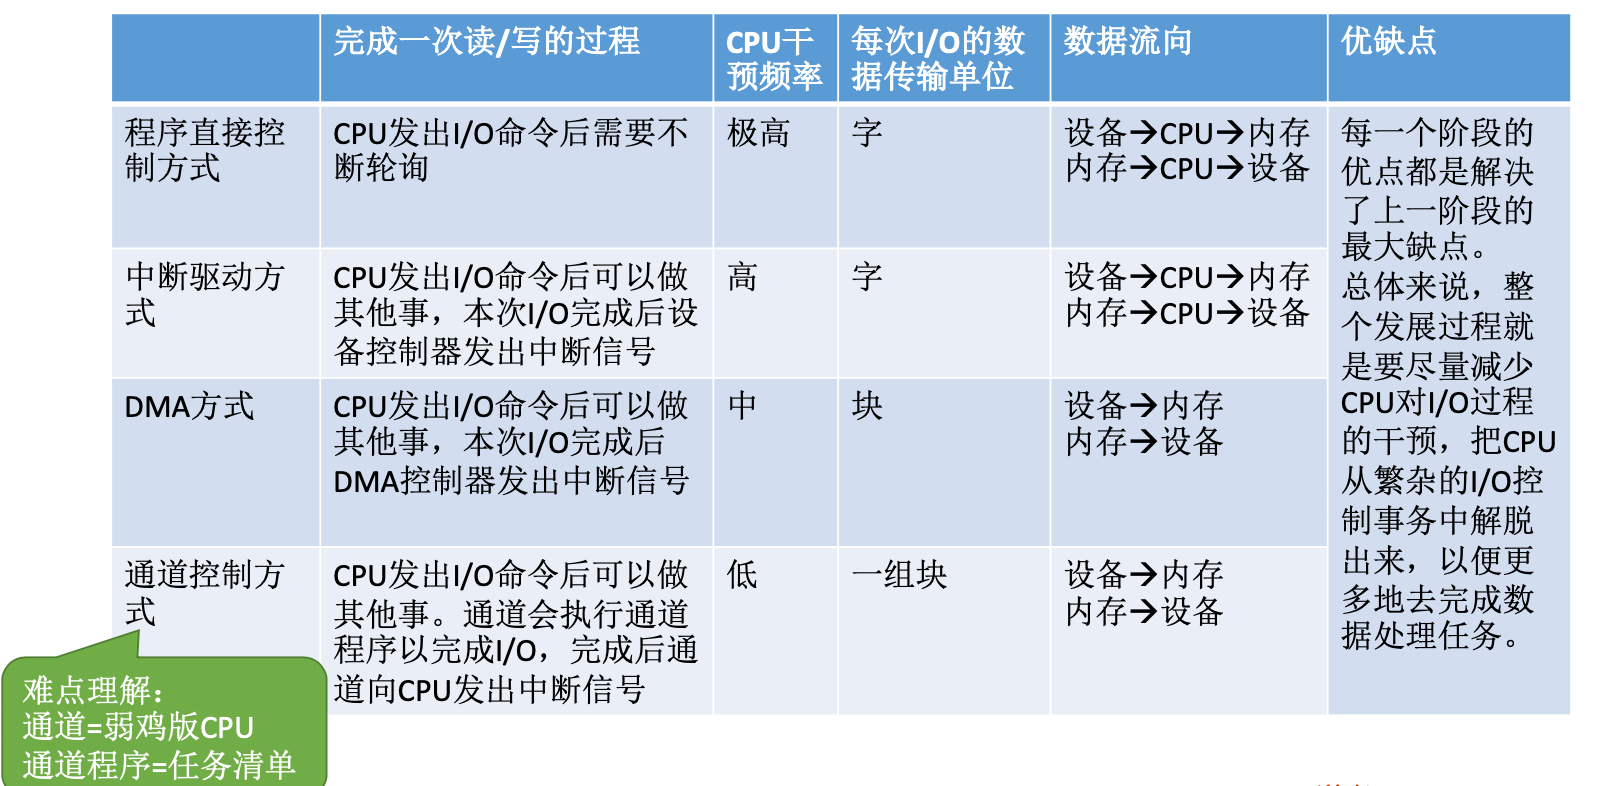 完成一次读/写的过程
CPU干
预频率
每次I/O的数
据传输单位
数据流向
优缺点
程序直接控
制方式
CPU发出I/O命令后需要不
断轮询
极高
字
设备→CPU→内存
内存→CPU→设备
每一个阶段的
优点都是解决
了上一阶段的
最大缺点。
总体来说，整
个发展过程就
是要尽量减少
CPU对I/O过程
的干预，把CPU
从繁杂的I/O控
制事务中解脱
出来，以便更
多地去完成数
据处理任务。
中断驱动方
式
CPU发出I/O命令后可以做
其他事，本次I/O完成后设
备控制器发出中断信号
高
字
设备→CPU→内存
内存→CPU→设备
DMA方式
CPU发出I/O命令后可以做
其他事，本次I/O完成后
DMA控制器发出中断信号
中
块
设备→内存
内存→设备
通道控制方
式
CPU发出I/O命令后可以做
其他事。通道会执行通道
程序以完成I/O，完成后通
道向CPU发出中断信号
低
一组块
设备→内存
内存→设备
难点理解：
通道=弱鸡版CPU
通道程序=任务清单